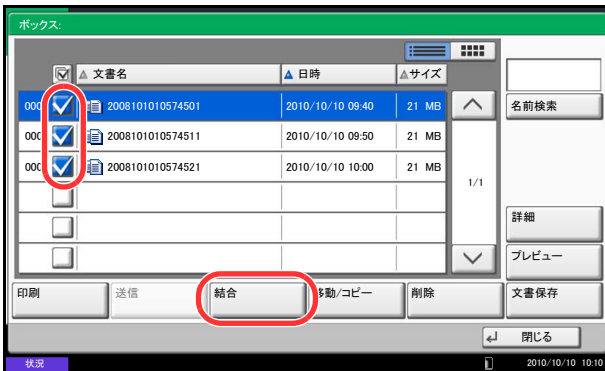 ボックス:
文書名 日時 サイズ
2008101010574501 2010/10/10 09:40 21 MB
2008101010574511 2010/10/10 09:50 21 MB
2008101010574521 2010/10/10 10:00 21 MB
1/1
名前検索
詳細
プレビュー
印刷 送信 結合 移動/コピー 削除 文書保存
閉じる
状況 2010/10/10 10:10